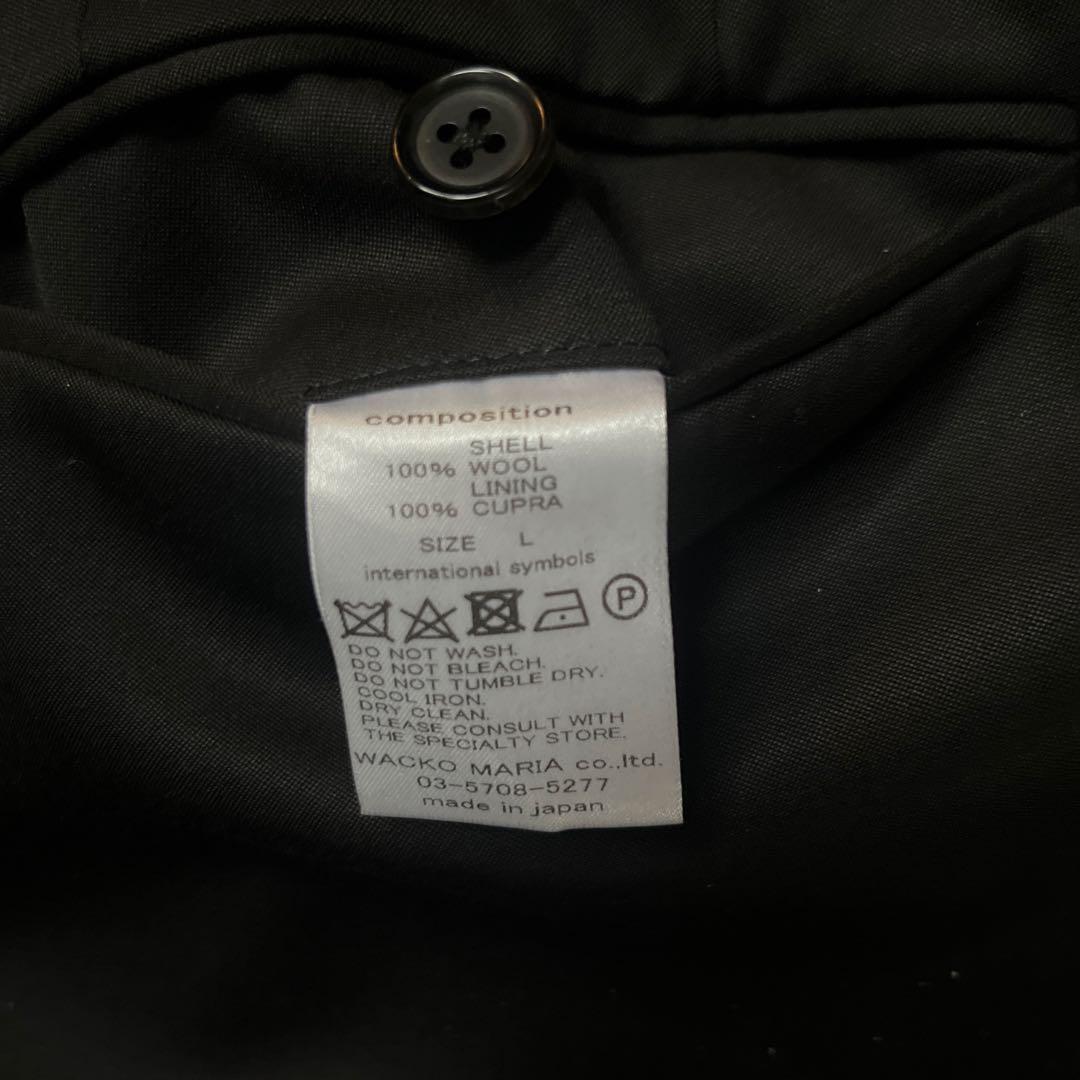 composition
SHELL
100% WOOL
LINING
100% CUPRA
SIZE L
international symbols
P
DO NOT WASH.
DO NOT BLEACH.
DO NOT TUMBLE DRY.
COOL IRON.
DRY CLEAN.
PLEASE CONSULT WITH
THE SPECIALTY STORE.
WACKO MARIA co.,ltd.
03-5708-5277
made in japan